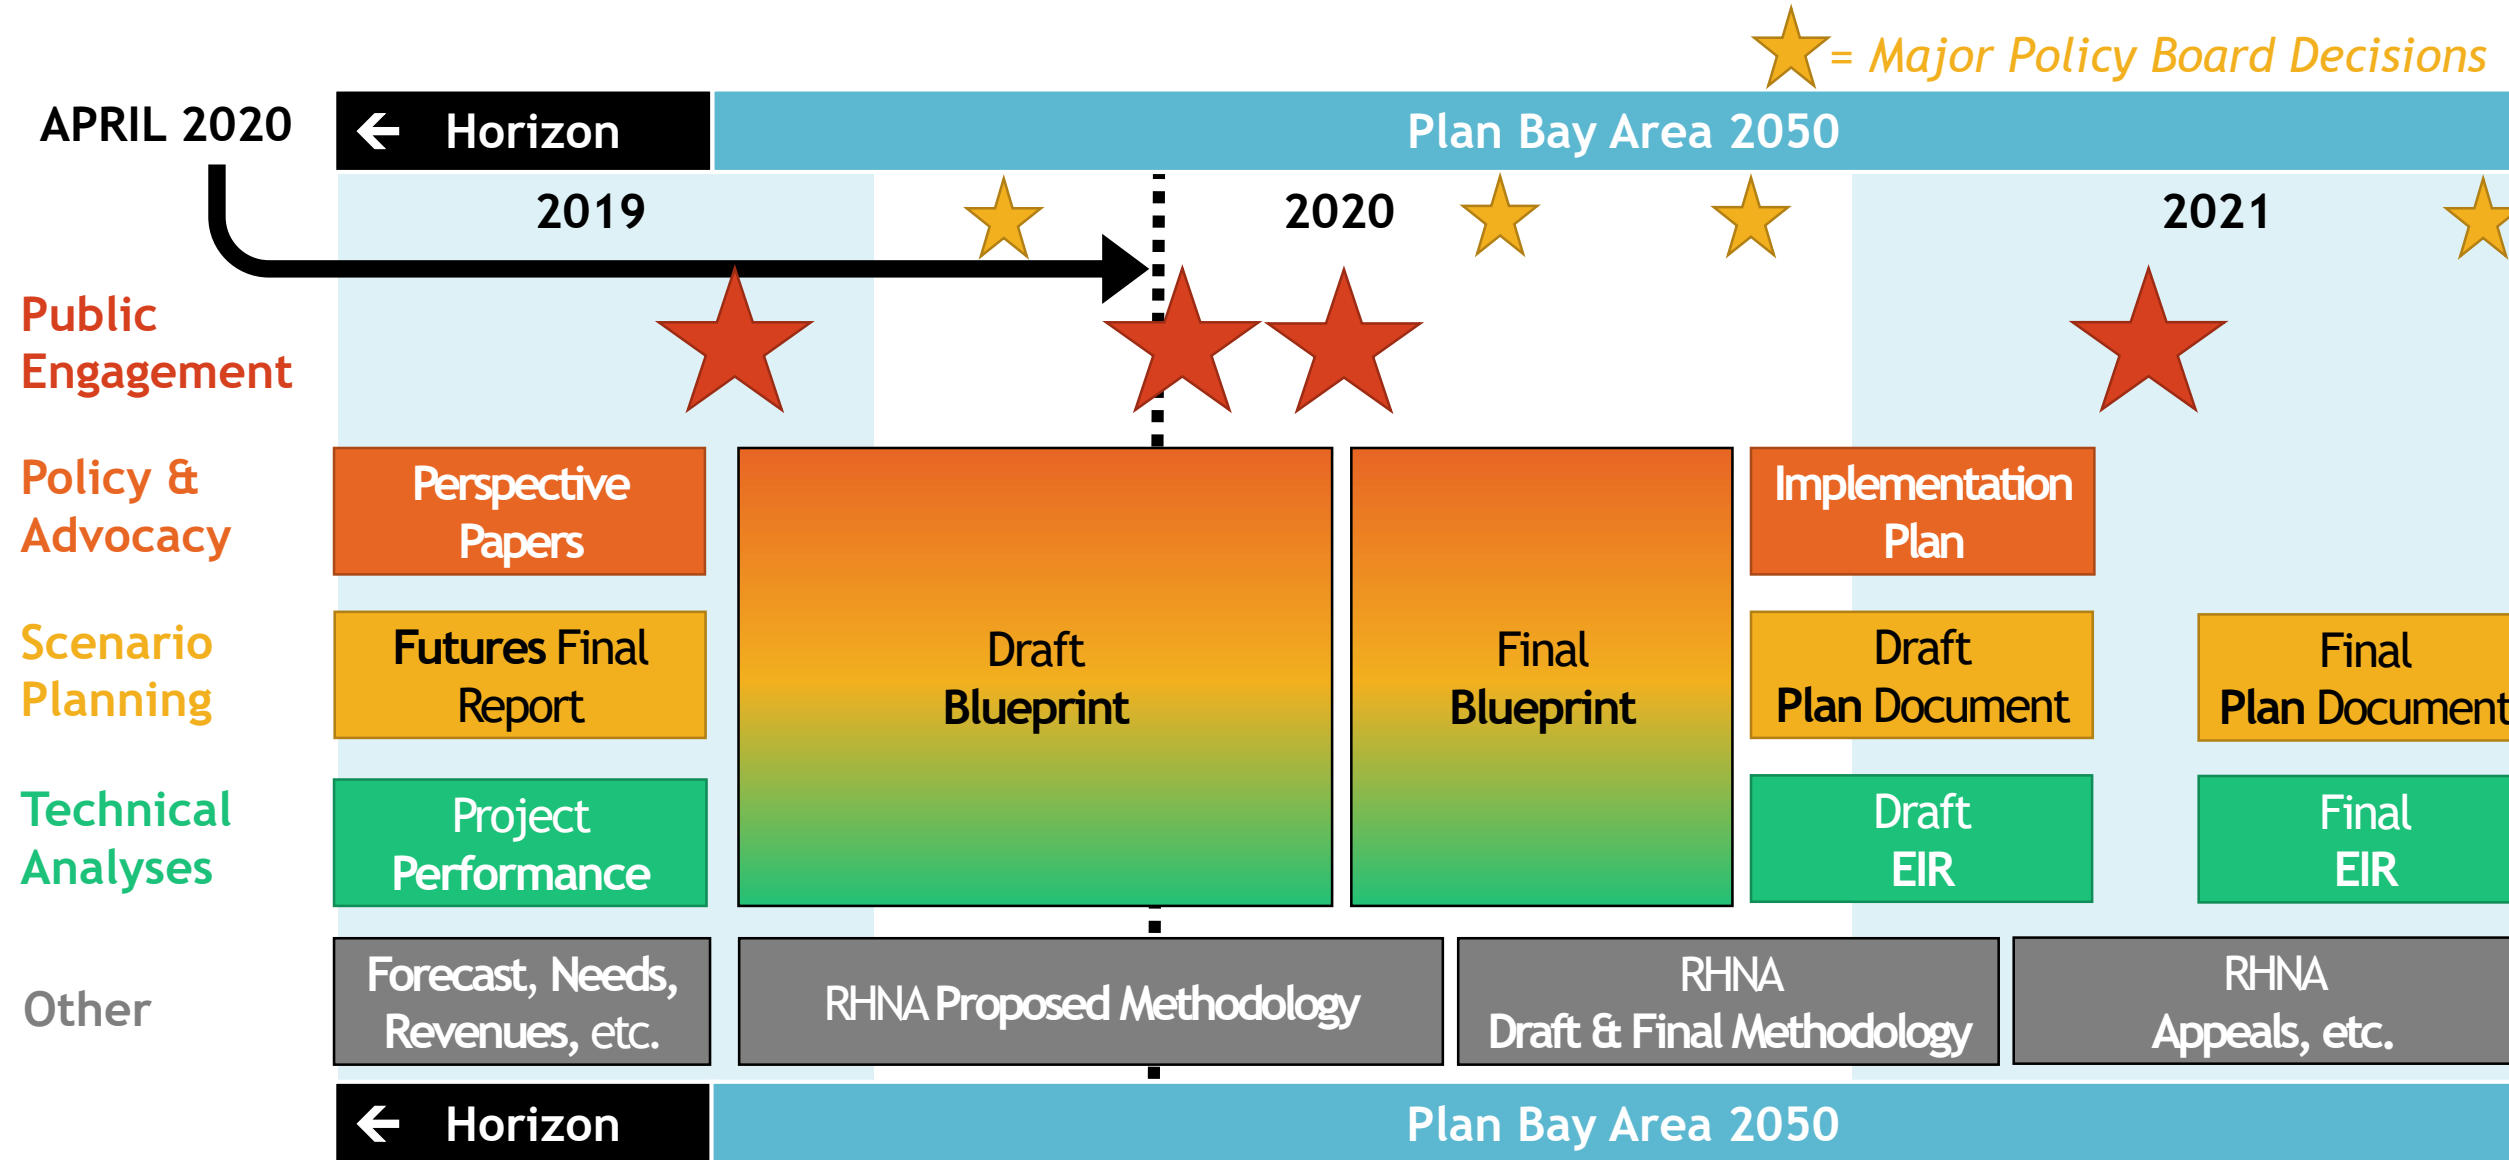 = Major Policy Board Decisions
APRIL 2020
← Horizon
Plan Bay Area 2050
2019
2020
2021
Public
Engagement
Policy &
Advocacy
Perspective
Papers
Implementation
Plan
Scenario
Planning
Futures Final
Report
Draft
Blueprint
Final
Blueprint
Draft
Plan Document
Final
Plan Document
Technical
Analyses
Project
Performance
Draft
EIR
Final
EIR
Other
Forecast, Needs,
Revenues, etc.
RHNA Proposed Methodology
RHNA
Draft & Final Methodology
RHNA
Appeals, etc.
← Horizon
Plan Bay Area 2050